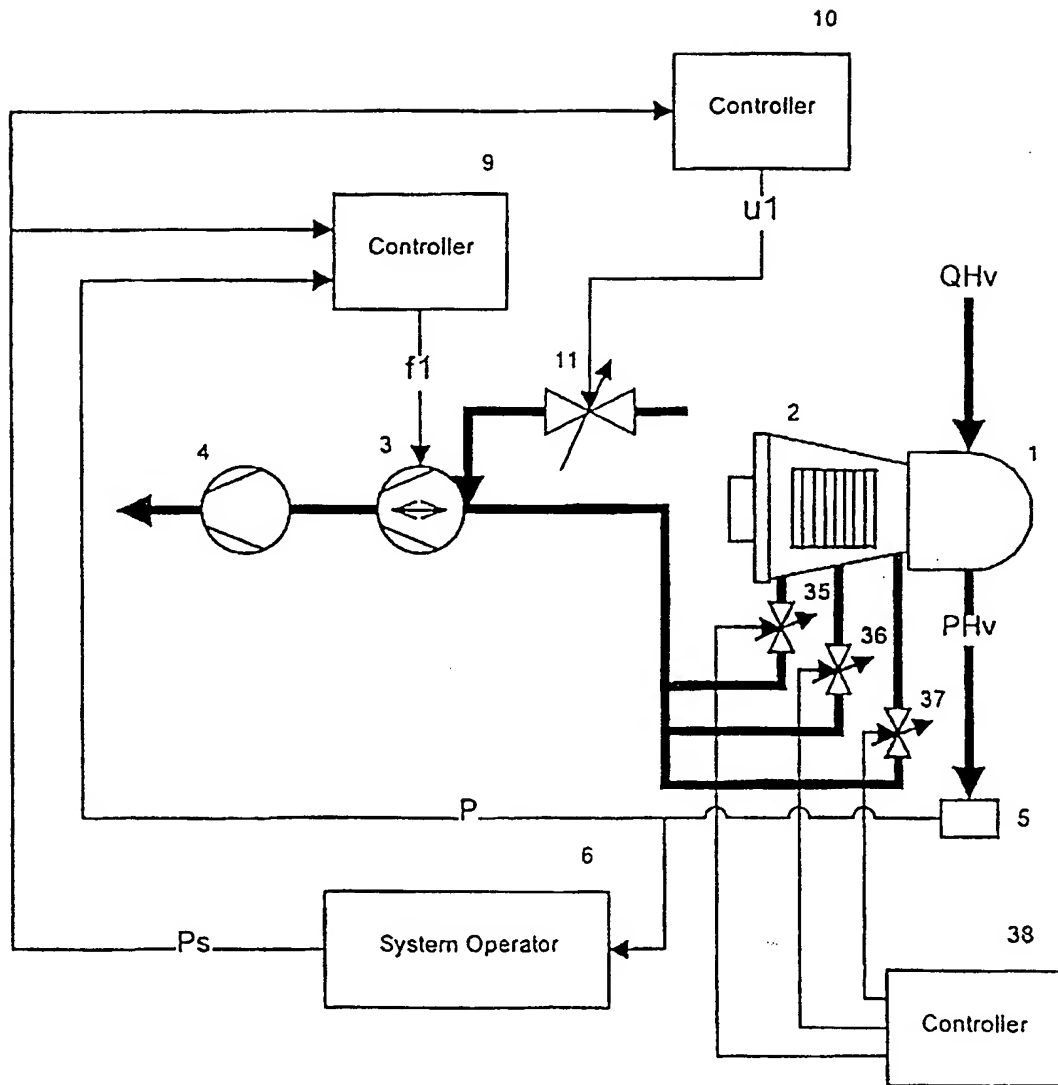 10
Controller
9
u1
Controller
QHv
f1
11
2
1
4
3
35
PHv
36
37
P
5
6
Ps
System Operator
38
Controller